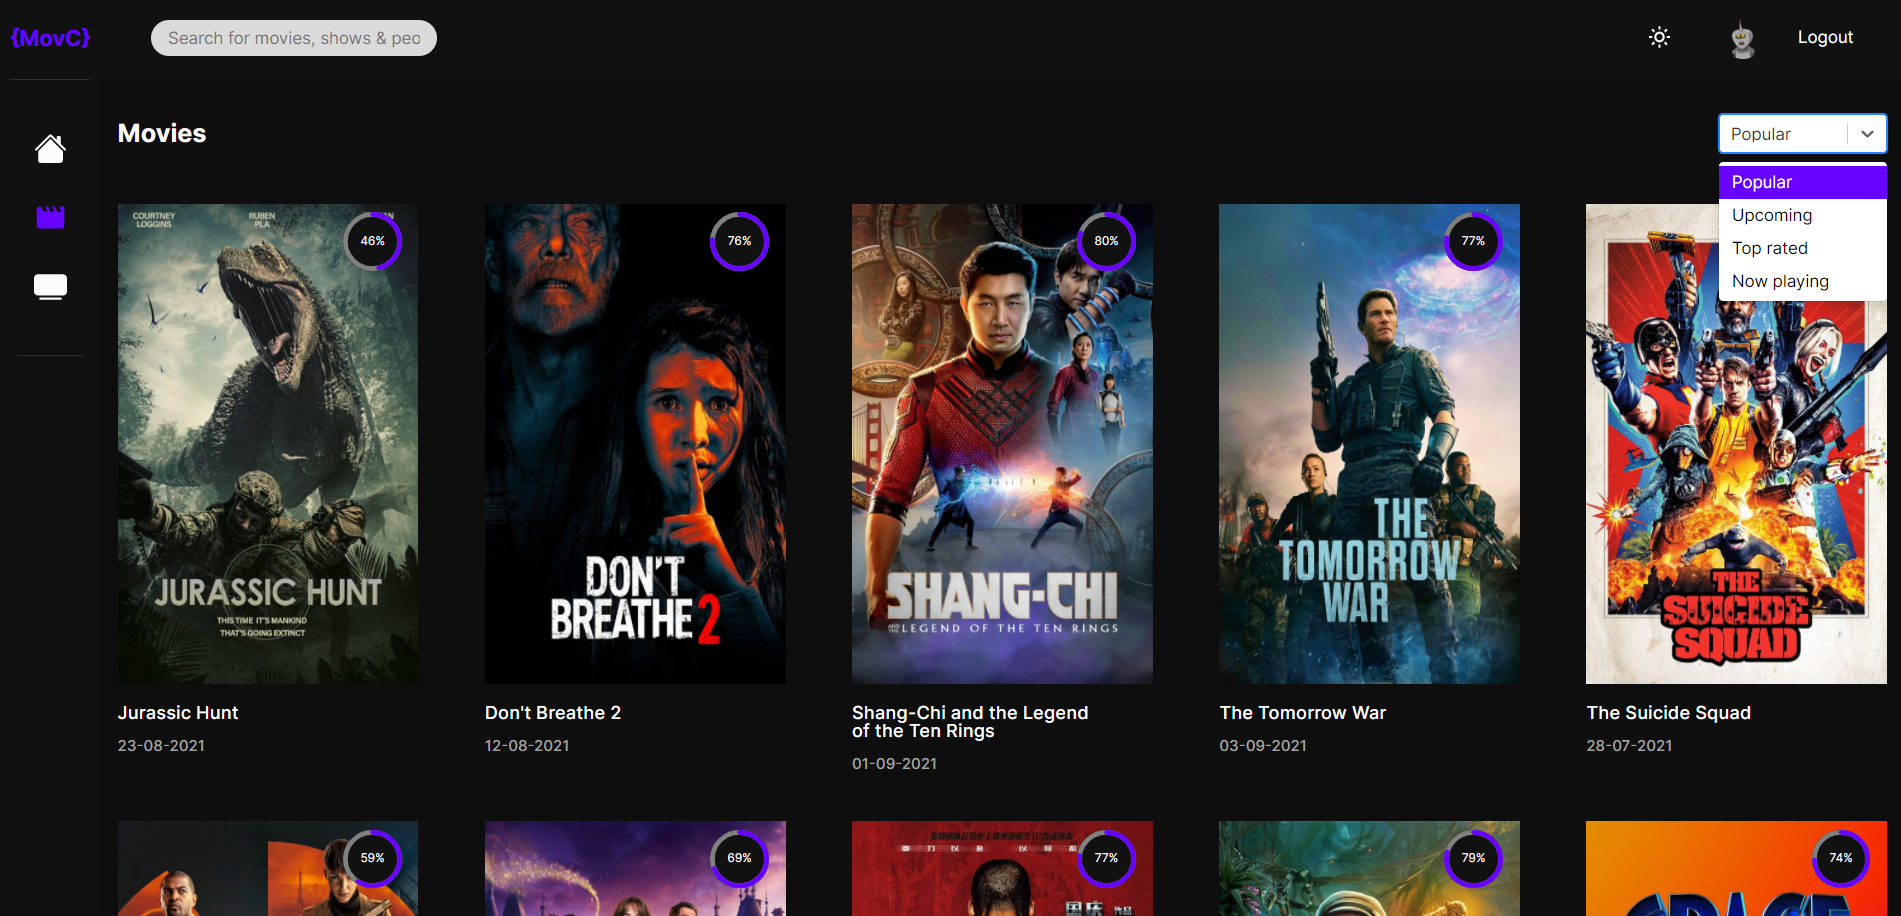 {MovC}
Search for movies, shows & peo
Logout
Movies
Popular
Popular
Upcoming
Top rated
Now playing
COURTNEY
LOGGINS
RUBEN
PLA
46%
JURASSIC HUNT
THIS TIME IT'S MANKIND
THAT'S GOING EXTINCT
Jurassic Hunt
23-08-2021
76%
DON'T
BREATHE 2
Don't Breathe 2
12-08-2021
80%
SHANG-CHI
AND THE LEGEND OF THE TEN RINGS
Shang-Chi and the Legend
of the Ten Rings
01-09-2021
77%
THE
TOMORROW
WAR
The Tomorrow War
03-09-2021
THE
SUICIDE
SQUAD
The Suicide Squad
28-07-2021
59%
69%
77%
79%
74%
SPACE